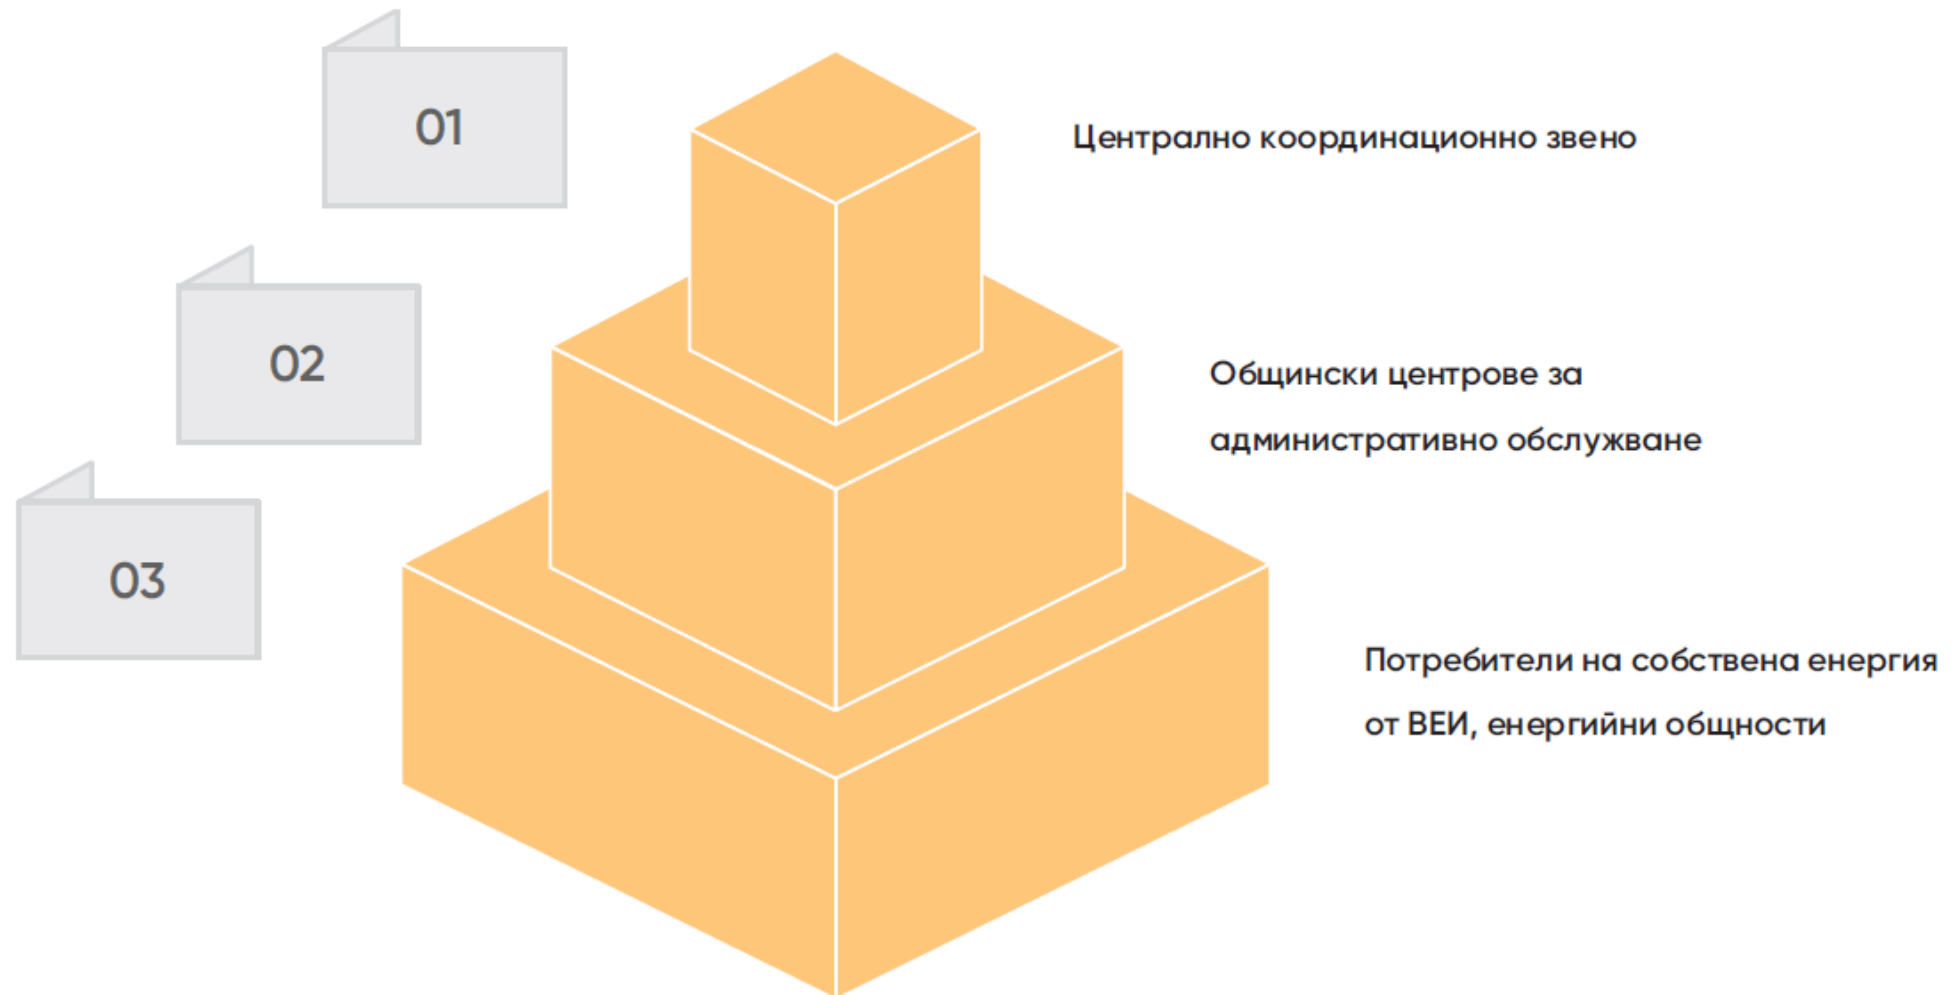 01
Централно координационно звено
02
Общински центрове за
административно обслужване
03
Потребители на собствена енергия
от ВЕИ, енергийни общности